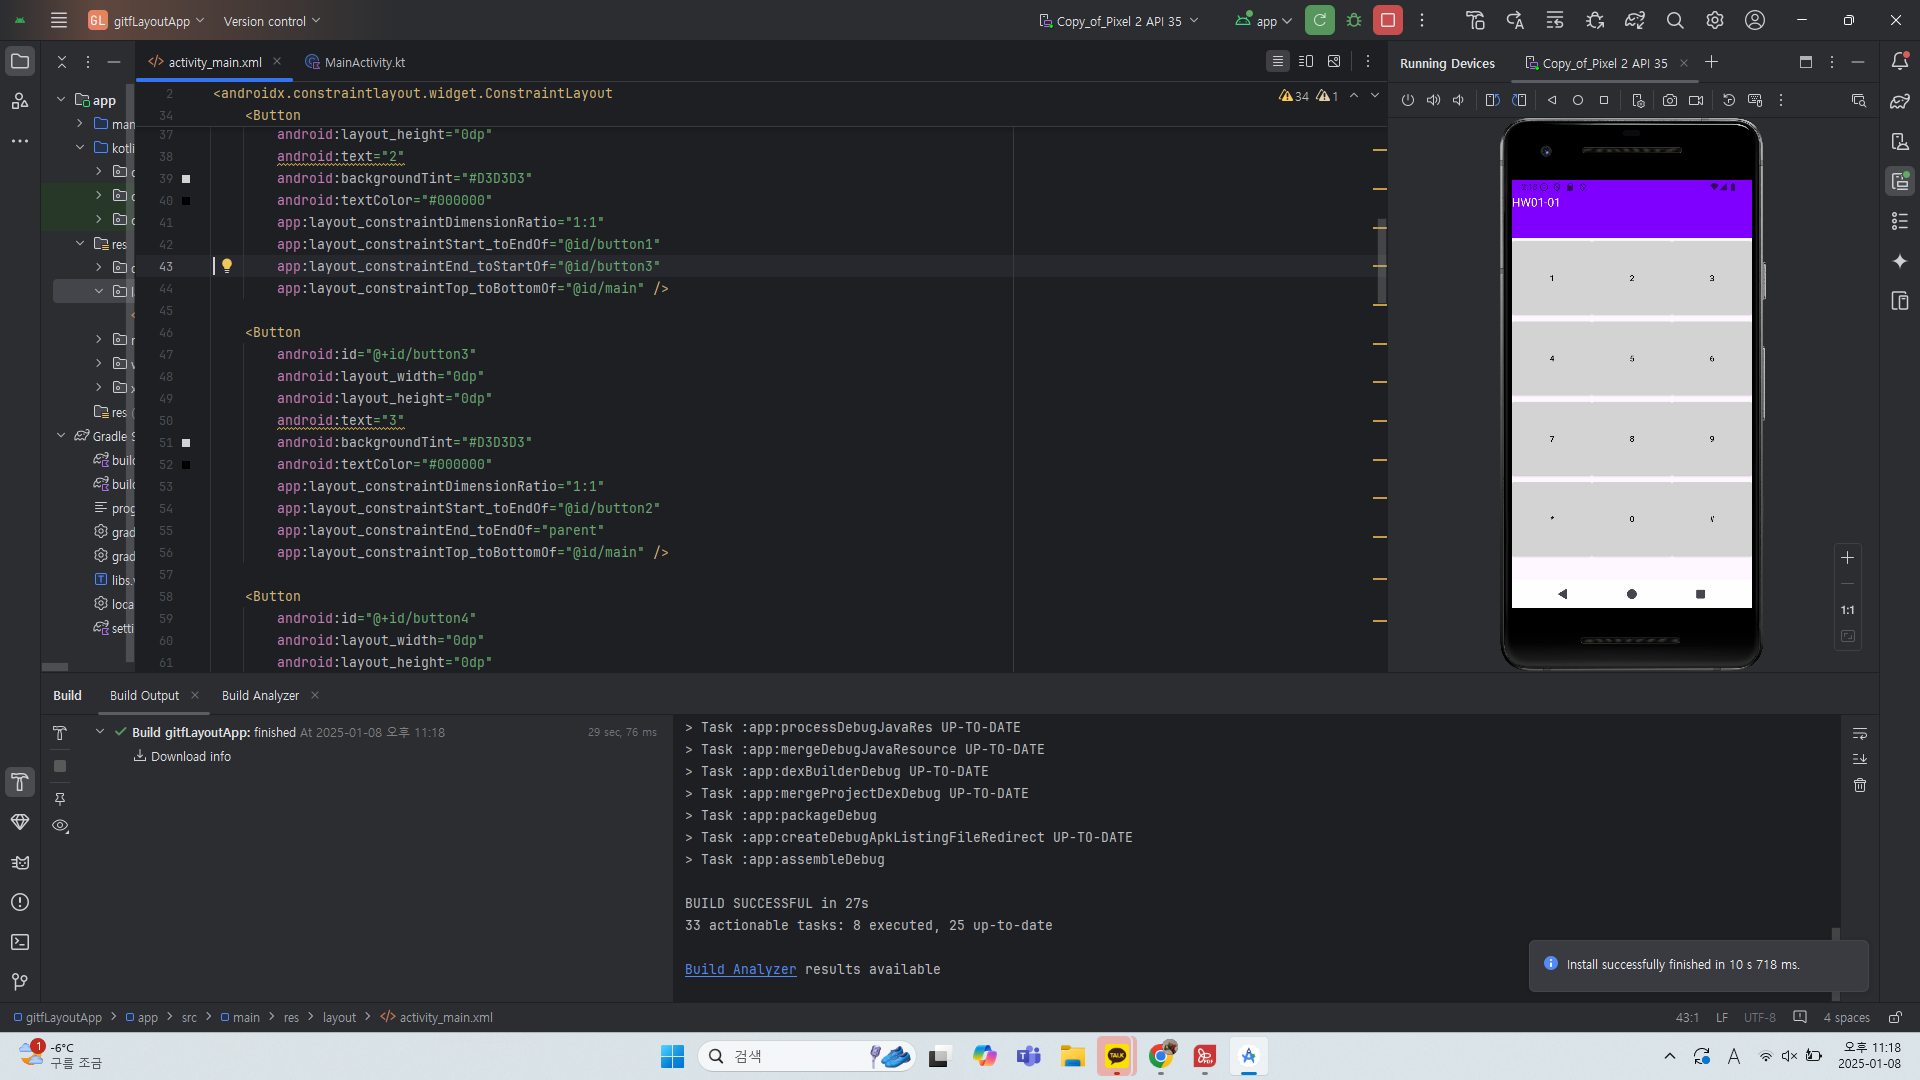 GL gitfLayoutApp Version control Copy_of_Pixel 2 API 35 app
activity_main.xml MainActivity.kt
Running Devices Copy_of_Pixel 2 API 35
app
man
kotli
res
res
Gradle S
build
build
prog
grad
grad
libs.v
loca
setti
34 1
2 <androidx.constraintlayout.widget.ConstraintLayout
34 <Button
37 android:layout_height="0dp"
38 android:text="2"
39 android:backgroundTint="#D3D3D3"
40 android:textColor="#000000"
41 app:layout_constraintDimensionRatio="1:1"
42 app:layout_constraintStart_toEndOf="@id/button1"
43 app:layout_constraintEnd_toStartOf="@id/button3"
44 app:layout_constraintTop_toBottomOf="@id/main" />
45
46 <Button
47 android:id="@+id/button3"
48 android:layout_width="0dp"
49 android:layout_height="0dp"
50 android:text="3"
51 android:backgroundTint="#D3D3D3"
52 android:textColor="#000000"
53 app:layout_constraintDimensionRatio="1:1"
54 app:layout_constraintStart_toEndOf="@id/button2"
55 app:layout_constraintEnd_toEndOf="parent"
56 app:layout_constraintTop_toBottomOf="@id/main" />
57
58 <Button
59 android:id="@+id/button4"
60 android:layout_width="0dp"
61 android:layout_height="0dp"
HW01-01
1 2 3
4 5 6
7 8 9
* 0 #
1:1
Build Build Output Build Analyzer
Build gitfLayoutApp: finished At 2025-01-08 오후 11:18 29 sec, 76 ms
Download info
> Task :app:processDebugJavaRes UP-TO-DATE
> Task :app:mergeDebugJavaResource UP-TO-DATE
> Task :app:dexBuilderDebug UP-TO-DATE
> Task :app:mergeProjectDexDebug UP-TO-DATE
> Task :app:packageDebug
> Task :app:createDebugApkListingFileRedirect UP-TO-DATE
> Task :app:assembleDebug
BUILD SUCCESSFUL in 27s
33 actionable tasks: 8 executed, 25 up-to-date
Build Analyzer results available
Install successfully finished in 10 s 718 ms.
gitfLayoutApp > app > src > main > res > layout > activity_main.xml
43:1 LF UTF-8 4 spaces
1 -6°C
구름 조금
검색
TALK
A
오후 11:18
2025-01-08